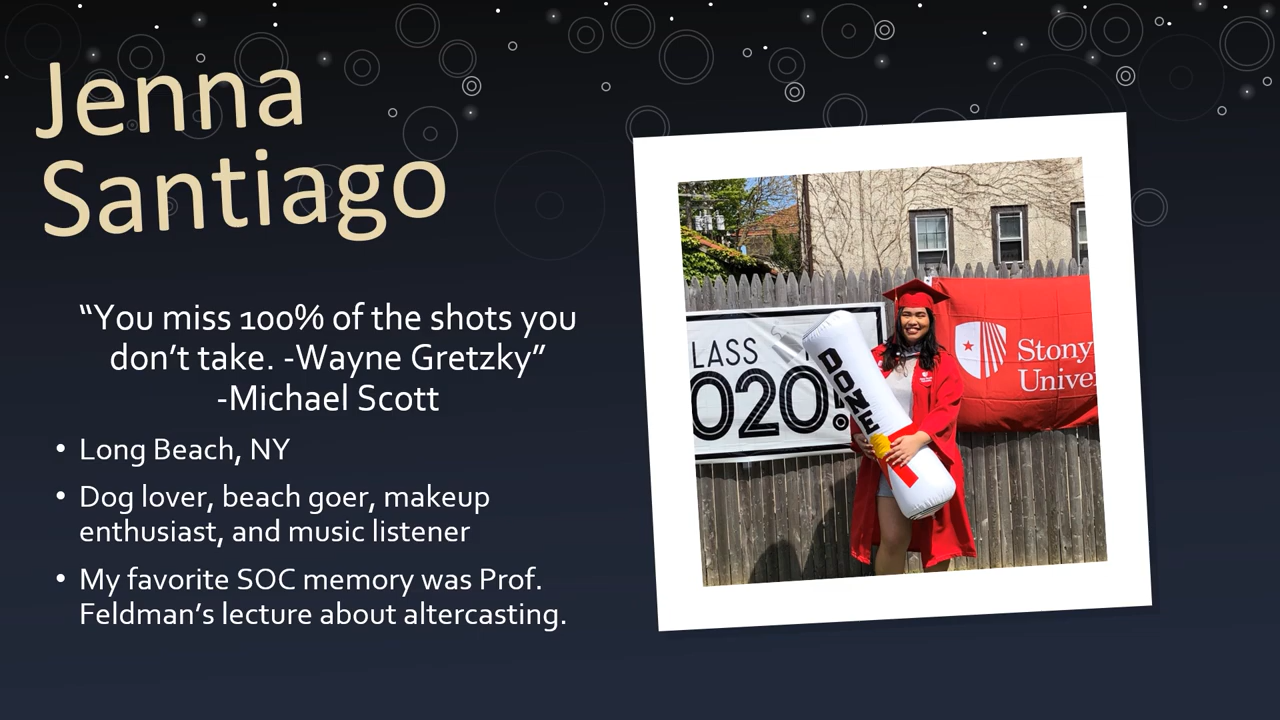 Jenna
Santiago
“You miss 100% of the shots you
don’t take. -Wayne Gretzky”
-Michael Scott
• Long Beach, NY
• Dog lover, beach goer, makeup
enthusiast, and music listener
• My favorite SOC memory was Prof.
Feldman’s lecture about altercasting.
LASS
2020!
DONE
Stony
Univer